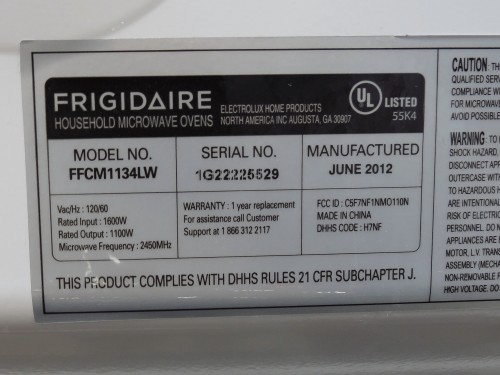 FRIGIDAIRE
HOUSEHOLD MICROWAVE OVENS
ELECTROLUX HOME PRODUCTS
NORTH AMERICA INC AUGUSTA, GA 30907
UL LISTED
55K4
MODEL NO.
FFCM1134LW
SERIAL NO.
1G22225529
MANUFACTURED
JUNE 2012
Vac/Hz : 120/60
Rated Input : 1600W
Rated Output : 1100W
Microwave Frequency : 2450MHz
WARRANTY : 1 year replacement
For assistance call Customer
Support at 1 866 312 2117
FCC ID : C5F7NF1NMO110N
MADE IN CHINA
DHHS CODE : H7NF
THIS PRODUCT COMPLIES WITH DHHS RULES 21 CFR SUBCHAPTER J.
CAUTION: TH
QUALIFIED SERVI
COMPLIANCE WI
FOR MICROWAV
AVOID POSSIBLE
WARNING: TO
SHOCK HAZARD.
DISCONNECT APP
OUTERCASE WITH
TO HAZARDOUS H
ARE INTENTIONAL
RISK OF ELECTRIC
PERSONNEL. DO N
APPLIANCES ARE E
MOTOR, L.V. TRANS
ASSEMBLY (MECHA
NON-REMOVABLE
HIGH VOLTAGE. DO